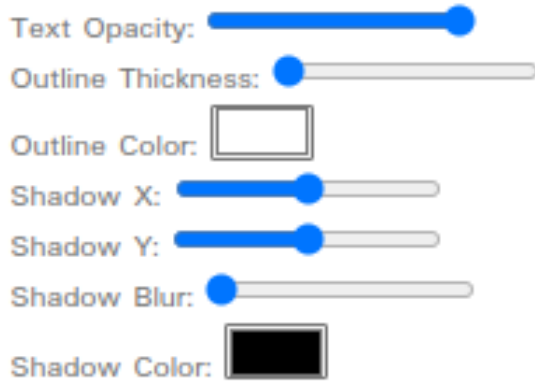 Text Opacity:
Outline Thickness:
Outline Color:
Shadow X:
Shadow Y:
Shadow Blur:
Shadow Color: